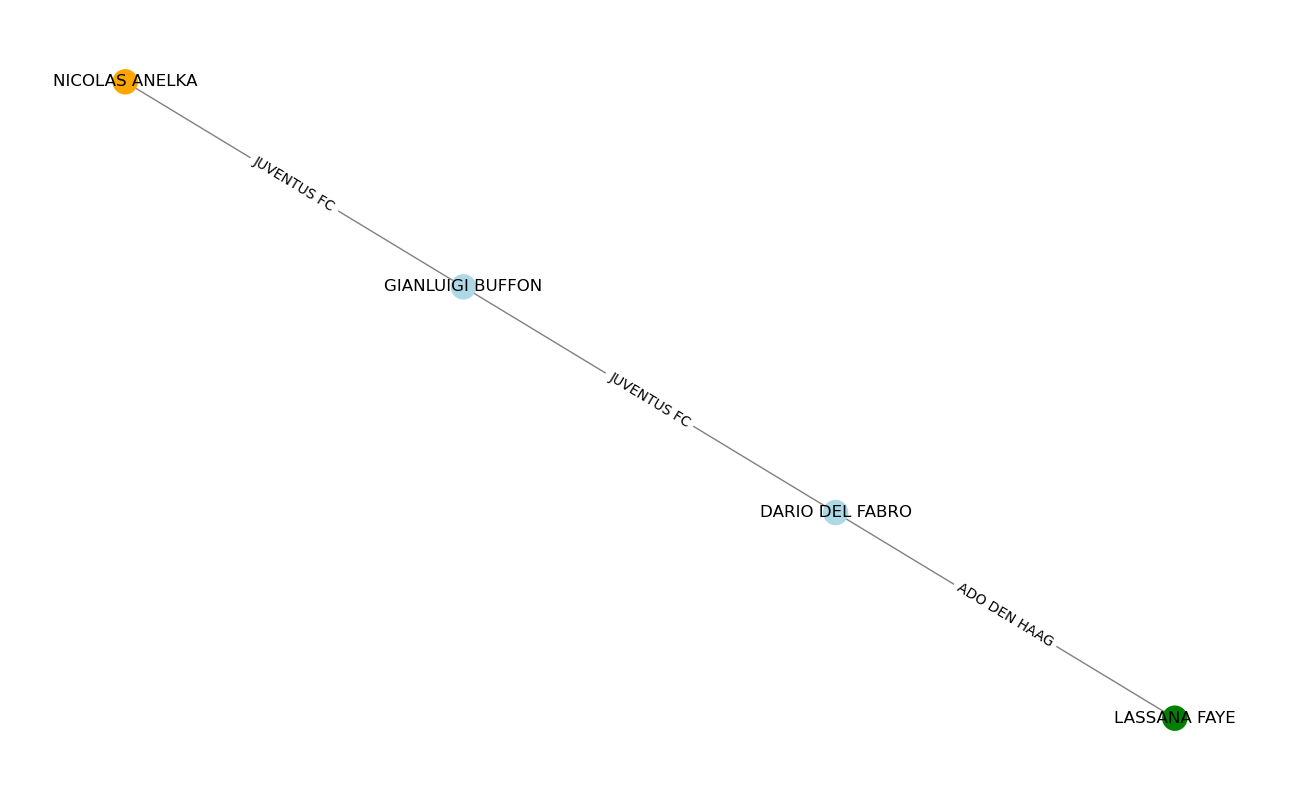 NICOLAS ANELKA
JUVENTUS FC
GIANLUIGI BUFFON
JUVENTUS FC
DARIO DEL FABRO
ADO DEN HAAG
LASSANA FAYE